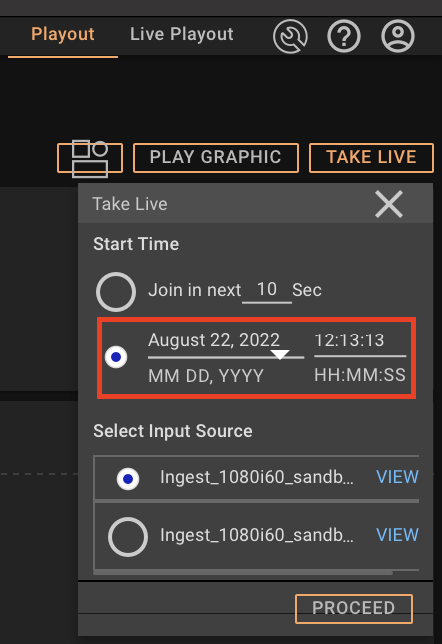 Playout Live Playout
PLAY GRAPHIC TAKE LIVE
Take Live
Start Time
Join in next 10 Sec
August 22, 2022 12:13:13
MM DD, YYYY HH:MM:SS
Select Input Source
Ingest_1080i60_sandb... VIEW
Ingest_1080i60_sandb... VIEW
PROCEED